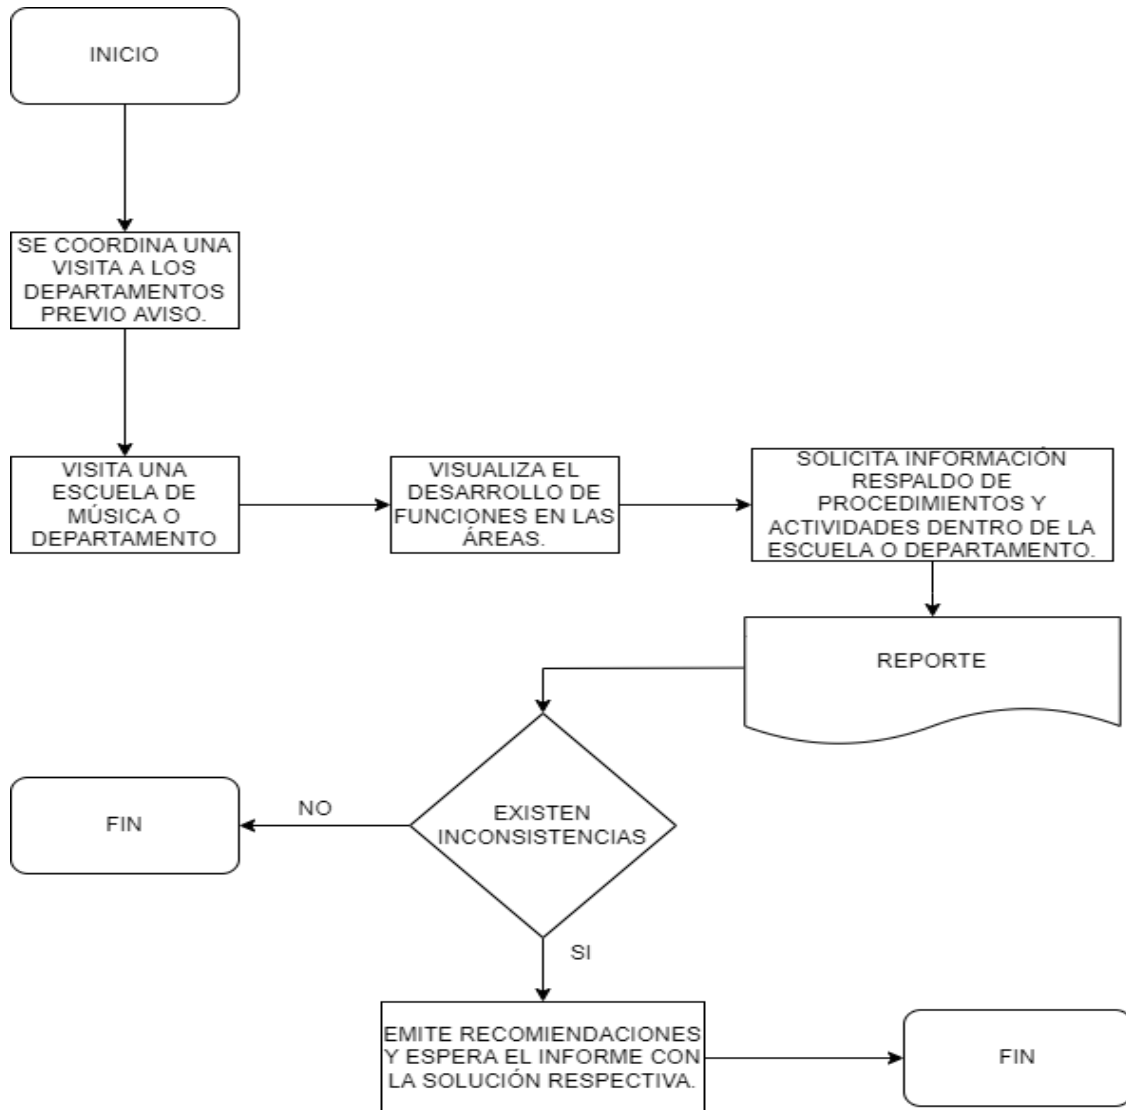 INICIO
SE COORDINA UNA
VISITA A LOS
DEPARTAMENTOS
PREVIO AVISO.
VISITA UNA
ESCUELA DE
MÚSICA O
DEPARTAMENTO
VISUALIZA EL
DESARROLLO DE
FUNCIONES EN LAS
ÁREAS.
SOLICITA INFORMACIÓN
RESPALDO DE
PROCEDIMIENTOS Y
ACTIVIDADES DENTRO DE LA
ESCUELA O DEPARTAMENTO.
REPORTE
EXISTEN
INCONSISTENCIAS
NO
FIN
SI
EMITE RECOMIENDACIONES
Y ESPERA EL INFORME CON
LA SOLUCIÓN RESPECTIVA.
FIN